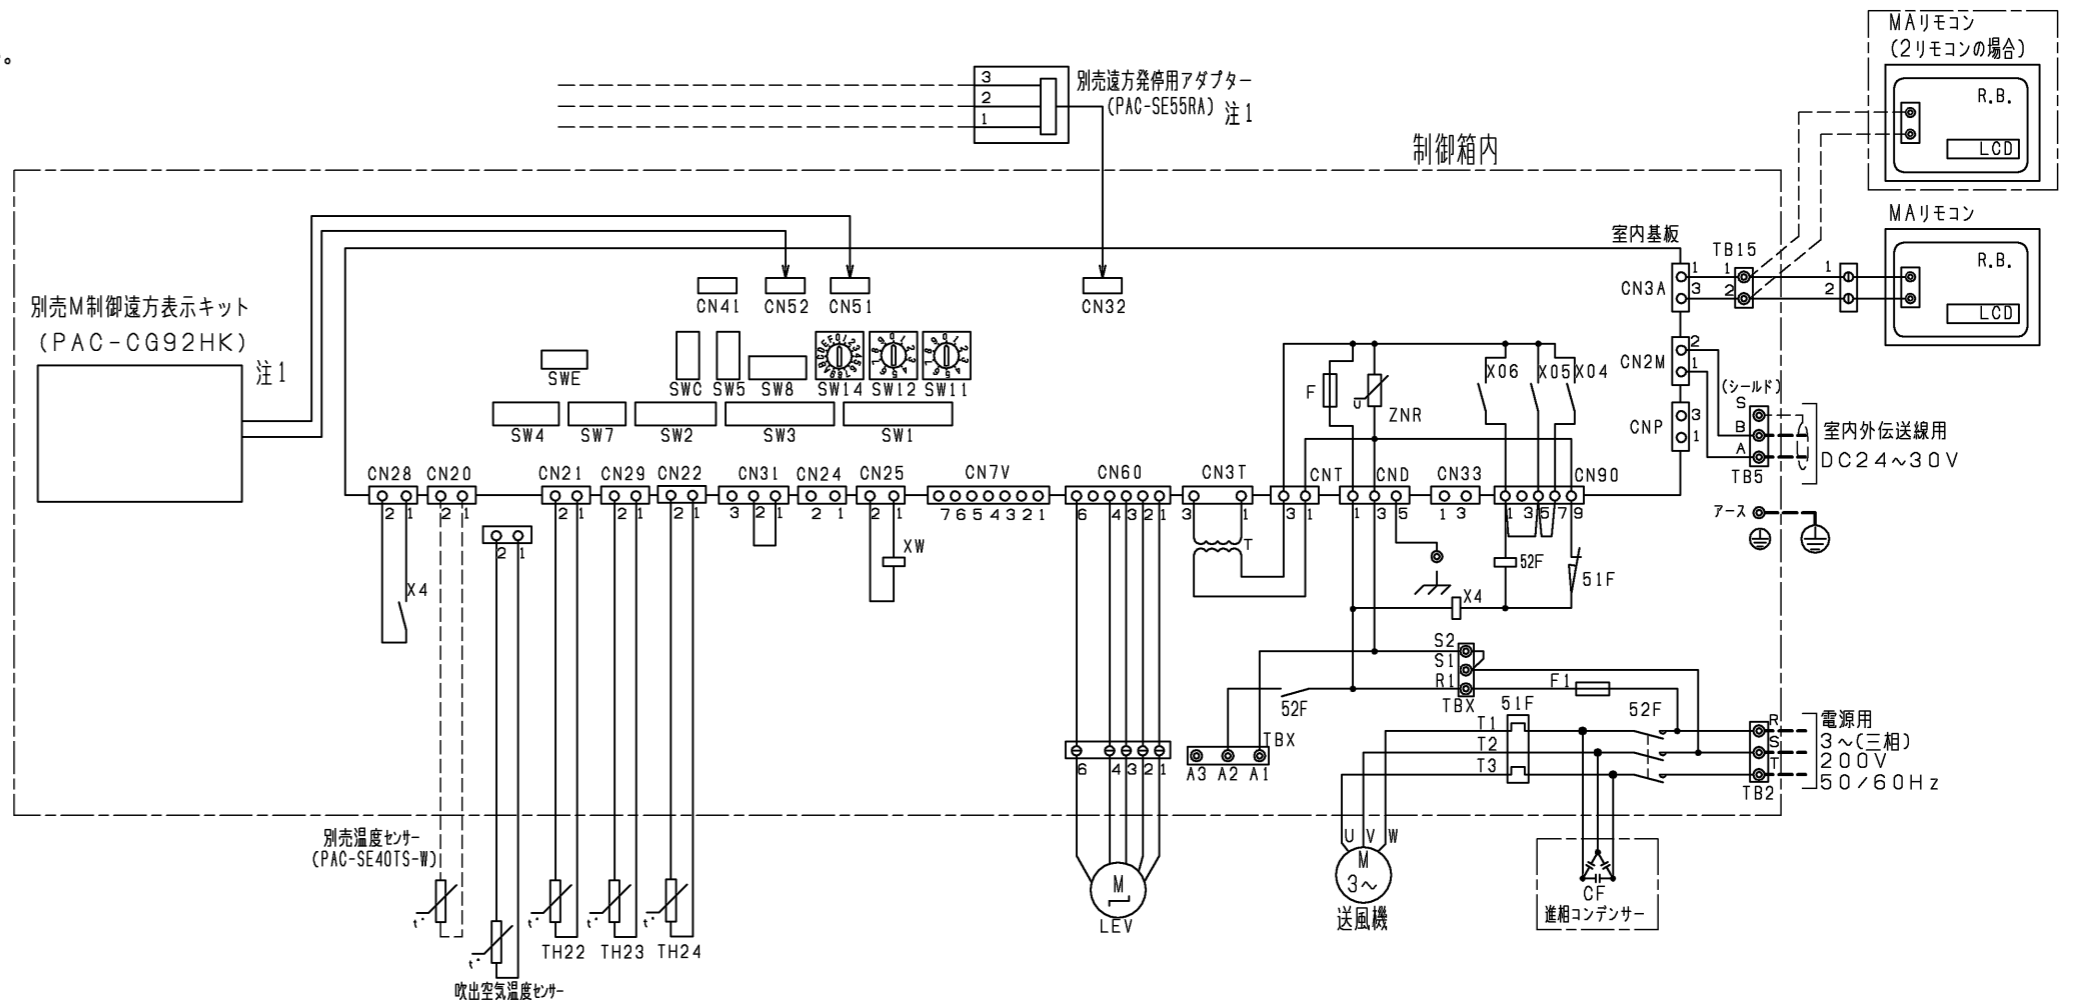 。
MAリモコン
(2リモコンの場合)
R.B.
LCD
3
2
1
別売遠方発停用アダプター
(PAC-SE55RA) 注1
制御箱内
MAリモコン
R.B.
LCD
室内基板
TB15
CN3A
1
3
1
2
1
2
CN41
CN52
CN51
CN32
別売M制御遠方表示キット
(PAC-CG92HK)
注1
SWE
SWC
SW5
SW8
SW14
SW12
SW11
SW4
SW7
SW2
SW3
SW1
F
U
ZNR
X06
X05
X04
CN2M
2
1
CNP
3
1
(シールド)
S
B
A
TB5
室内外伝送線用
DC24~30V
アース
CN28
CN20
CN21
CN29
CN22
CN31
CN24
CN25
CN7V
CN60
CN3T
CNT
CND
CN33
CN90
2 1
2 1
2 1
2 1
2 1
3 2 1
2 1
2 1
7 6 5 4 3 2 1
6 4 3 2 1
3 1
3 1
1 3 5
1 3
1 3 5 7 9
2 1
X4
XW
T
52F
51F
X4
S2
S1
R1
TBX
F1
52F
51F
52F
T1
T2
T3
TBX
A3 A2 A1
R
S
T
TB2
電源用
3~(三相)
200V
50/60Hz
6 4 3 2 1
別売温度センサー
(PAC-SE40TS-W)
t°
t°
t°
t°
t°
TH22
TH23
TH24
吹出空気温度センサー
M
LEV
U V W
M
3~
送風機
CF
進相コンデンサー